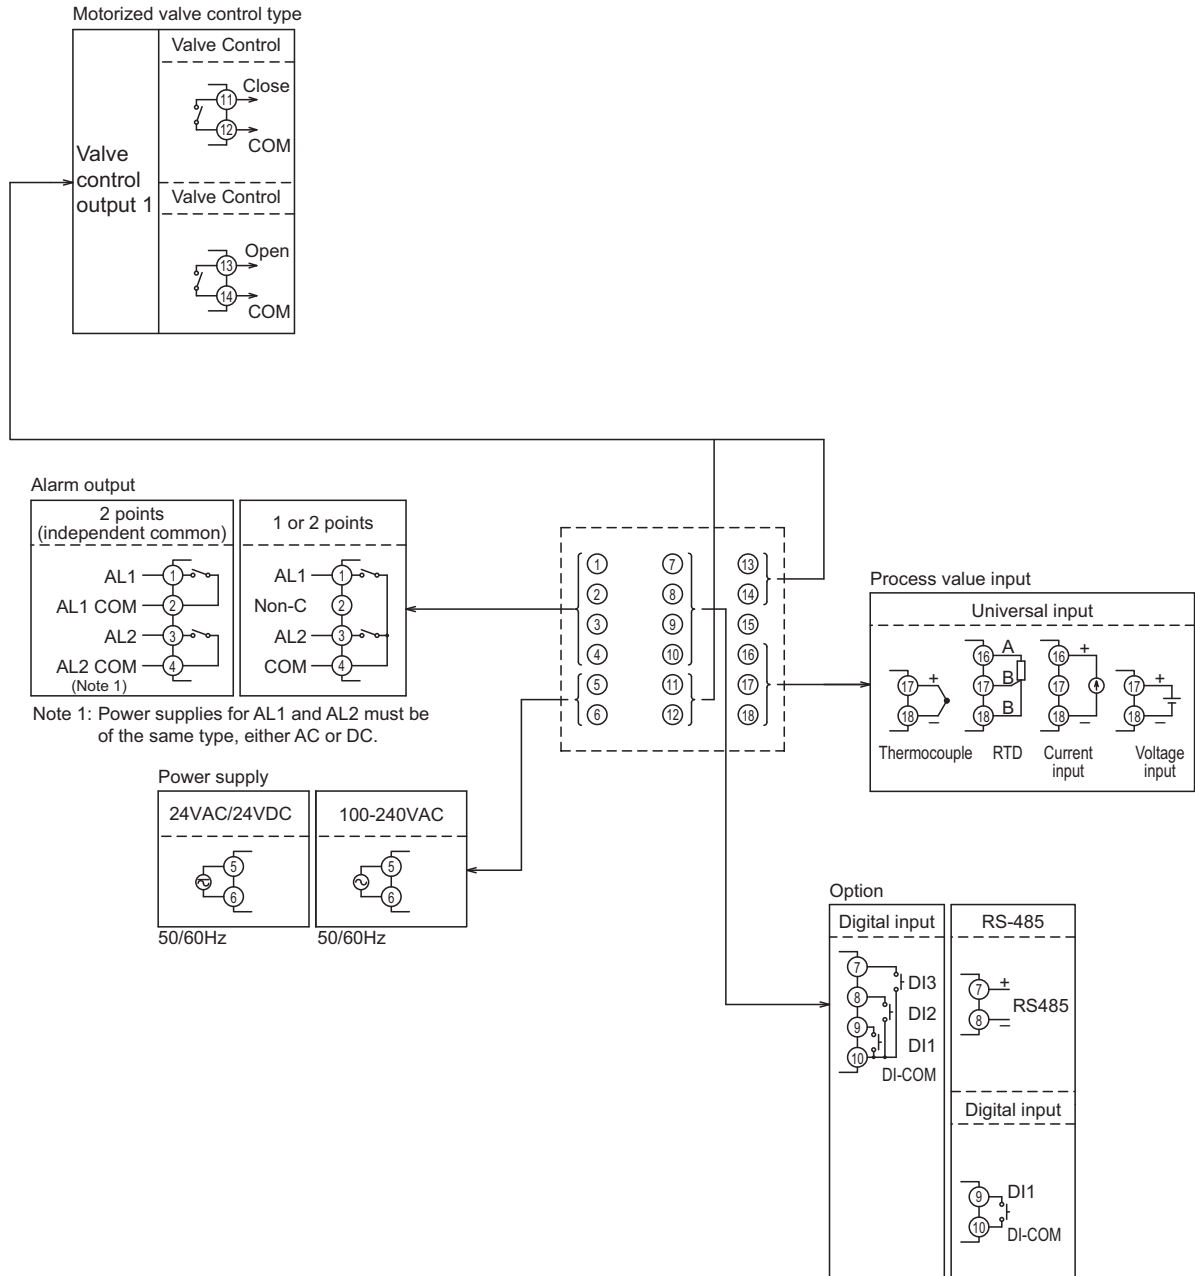 Motorized valve control type
Valve Control
Close
11
12
COM
Valve
control
output 1
Valve Control
Open
13
14
COM
Alarm output
2 points
(independent common)
AL1
1
AL1 COM
2
AL2
3
AL2 COM
4
(Note 1)
1 or 2 points
AL1
1
Non-C
2
AL2
3
COM
4
Note 1: Power supplies for AL1 and AL2 must be
of the same type, either AC or DC.
1 7 13
2 8 14
3 9 15
4 10 16
5 11 17
6 12 18
Process value input
Universal input
17 +
18 –
Thermocouple
16 A
17 B
18 B
RTD
16 +
17
18 –
Current
input
17 +
18 –
Voltage
input
Power supply
24VAC/24VDC
5
6
50/60Hz
100-240VAC
5
6
50/60Hz
Option
Digital input
7
DI3
8
DI2
9
DI1
10
DI-COM
RS-485
7 +
RS485
8 –
Digital input
9 DI1
10 DI-COM